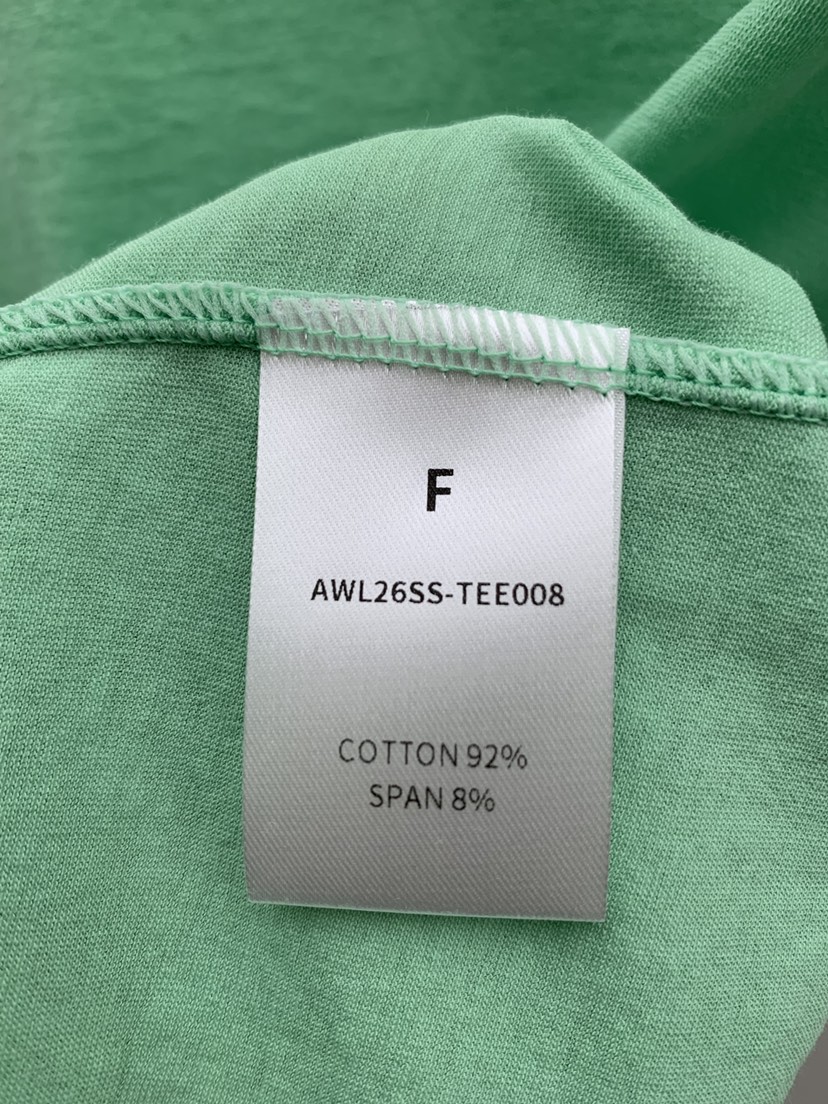 F
AWL26SS-TEE008
COTTON 92%
SPAN 8%